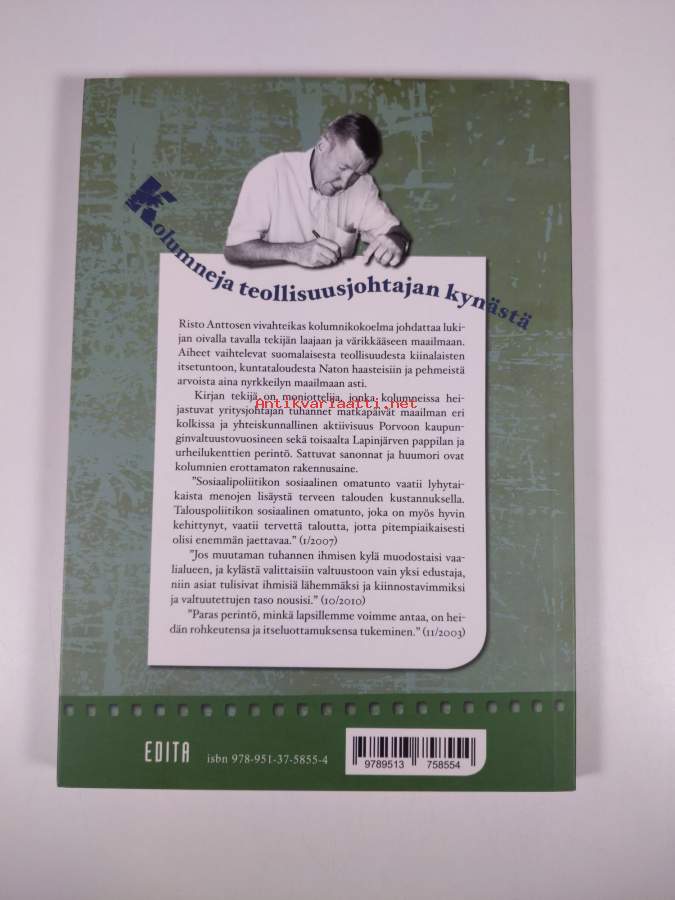 Kolumneja teollisuusjohtajan kynästä
Risto Anttosen vivahteikas kolumnikokoelma johdattaa luki-
jan oivalla tavalla tekijän laajaan ja värikkääseen maailmaan.
Aiheet vaihtelevat suomalaisesta teollisuudesta kiinalaisten
itsetuntoon, kuntataloudesta Naton haasteisiin ja pehmeistä
arvoista aina nyrkkeilyn maailmaan asti.
Kirjan tekijä on moniottelija, jonka kolumneissa hei-
Antikvariaatti.net
jastuvat yritysjohtajan tuhannet matkapäivät maailman eri
kolkissa ja yhteiskunnallinen aktiivisuus Porvoon kaupun-
ginvaltuustovuosineen sekä toisaalta Lapinjärven pappilan ja
urheilukenttien perintö. Sattuvat sanonnat ja huumori ovat
kolumnien erottamaton rakennusaine.
"Sosiaalipoliitikon sosiaalinen omatunto vaatii lyhytai-
kaista menojen lisäystä terveen talouden kustannuksella.
Talouspoliitikon sosiaalinen omatunto, joka on myös hyvin
kehittynyt, vaatii tervettä taloutta, jotta pitempiaikaisesti
olisi enemmän jaettavaa." (1/2007)
"Jos muutaman tuhannen ihmisen kylä muodostaisi vaa-
lialueen, ja kylästä valittaisiin valtuustoon vain yksi edustaja,
niin asiat tulisivat ihmisiä lähemmäksi ja kiinnostavimmiksi
ja valtuutettujen taso nousisi." (10/2010)
"Paras perintö, minkä lapsillemme voimme antaa, on hei-
dän rohkeutensa ja itseluottamuksensa tukeminen." (11/2003)
EDITA
isbn 978-951-37-5855-4
9789513 758554